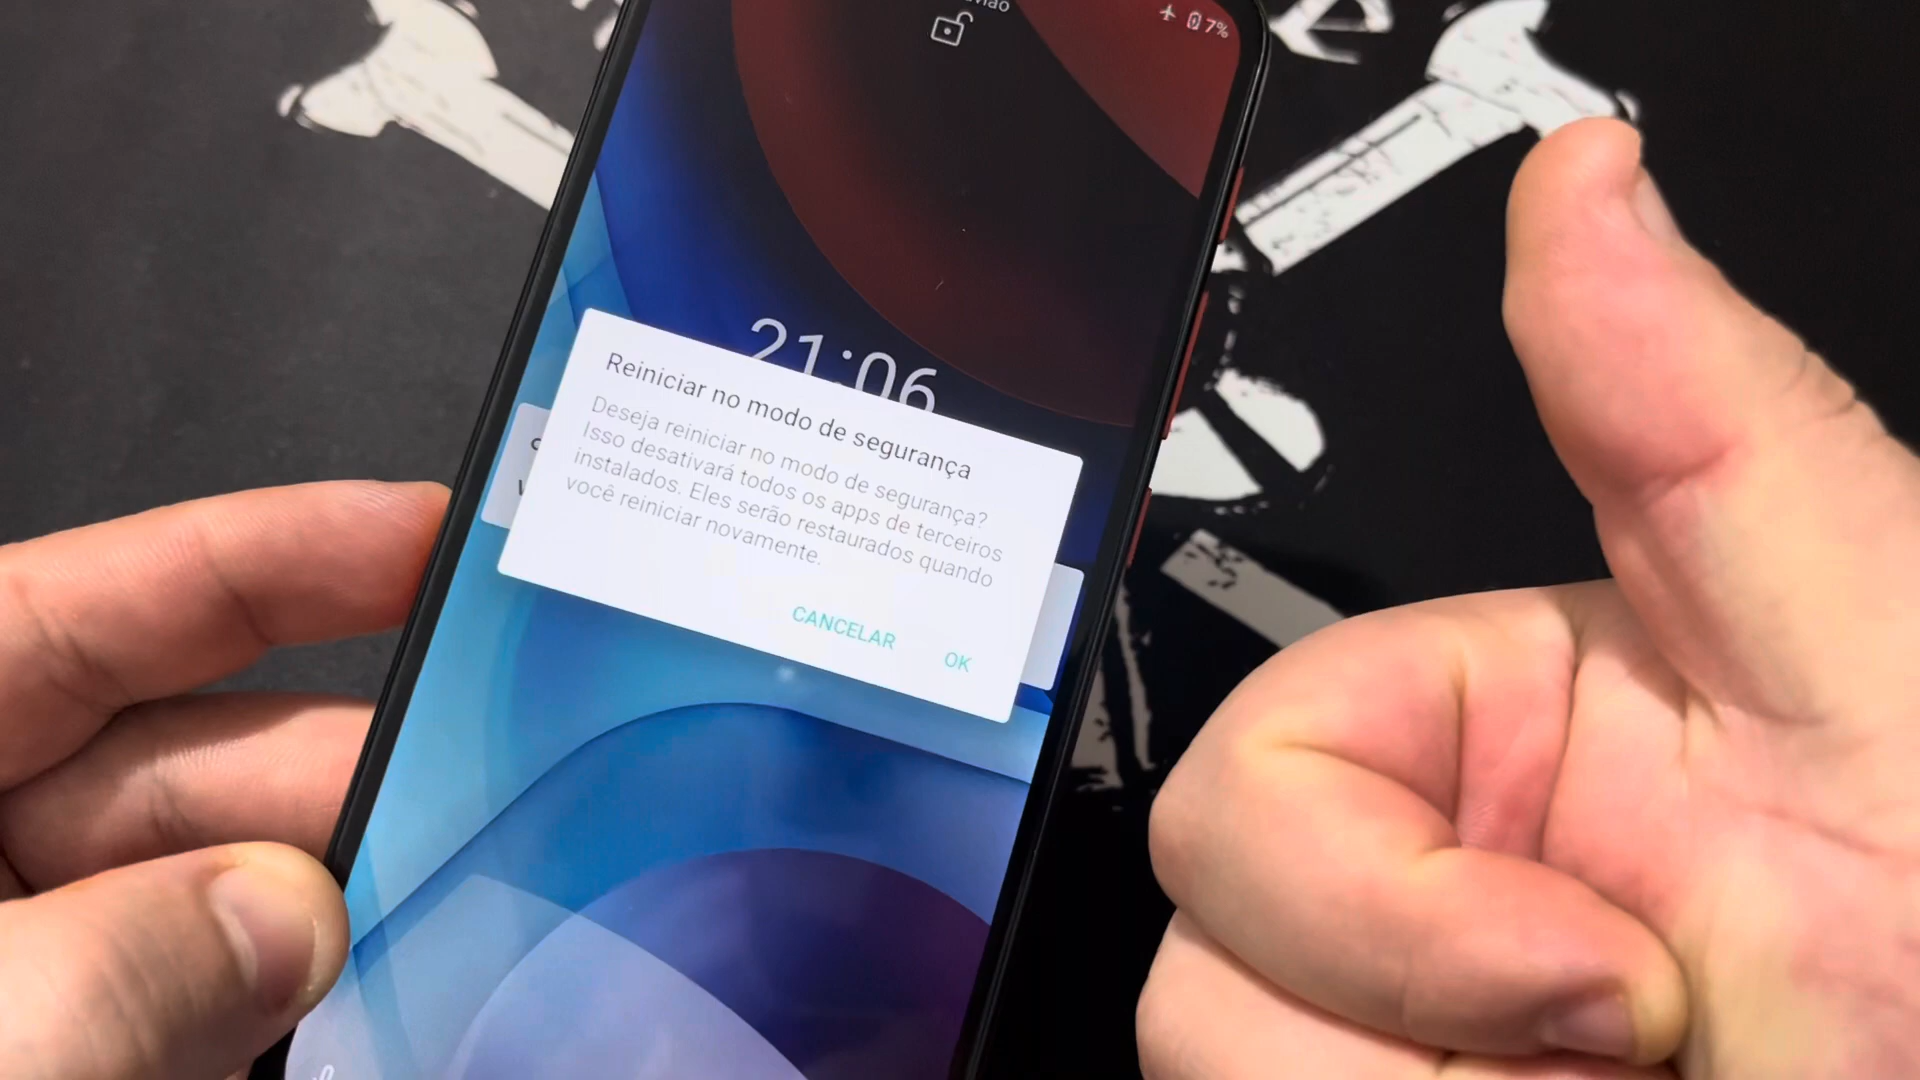 7%
21:06
Reiniciar no modo de segurança
Deseja reiniciar no modo de segurança?
Isso desativará todos os apps de terceiros
instalados. Eles serão restaurados quando
você reiniciar novamente.
CANCELAR
OK